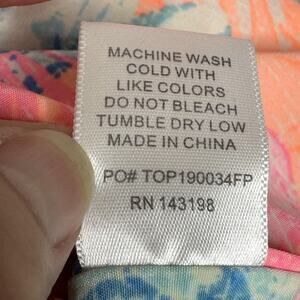 MACHINE WASH
COLD WITH
LIKE COLORS
DO NOT BLEACH
TUMBLE DRY LOW
MADE IN CHINA
PO# TOP190034FP
RN 143198